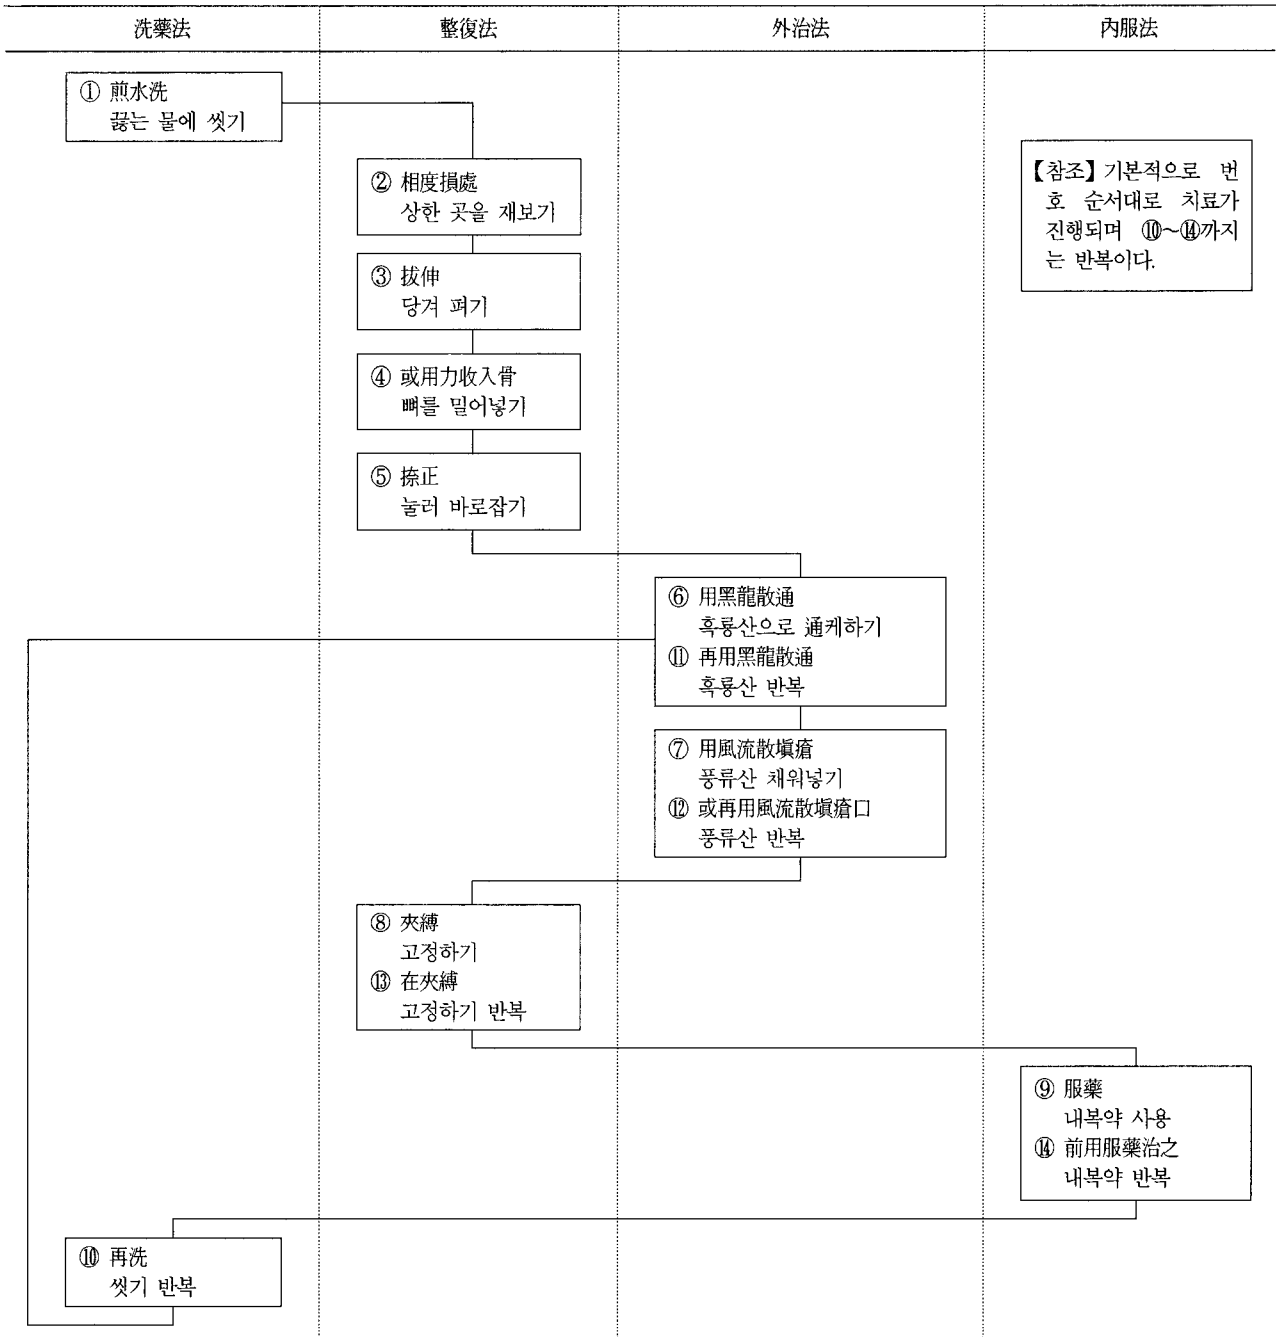 洗藥法
整復法
外治法
內服法
① 煎水洗
끓는 물에 씻기
② 相度損處
상한 곳을 재보기
【참조】기본적으로 번
호 순서대로 치료가
진행되며 ⑩~⑭까지
는 반복이다.
③ 拔伸
당겨 펴기
④ 或用力收入骨
뼈를 밀어넣기
⑤ 捺正
눌러 바로잡기
⑥ 用黑龍散通
흑룡산으로 通케하기
⑪ 再用黑龍散通
흑룡산 반복
⑦ 用風流散塡瘡
풍류산 채워넣기
⑫ 或再用風流散塡瘡口
풍류산 반복
⑧ 夾縛
고정하기
⑬ 在夾縛
고정하기 반복
⑨ 服藥
내복약 사용
⑭ 前用服藥治之
내복약 반복
⑩ 再洗
씻기 반복